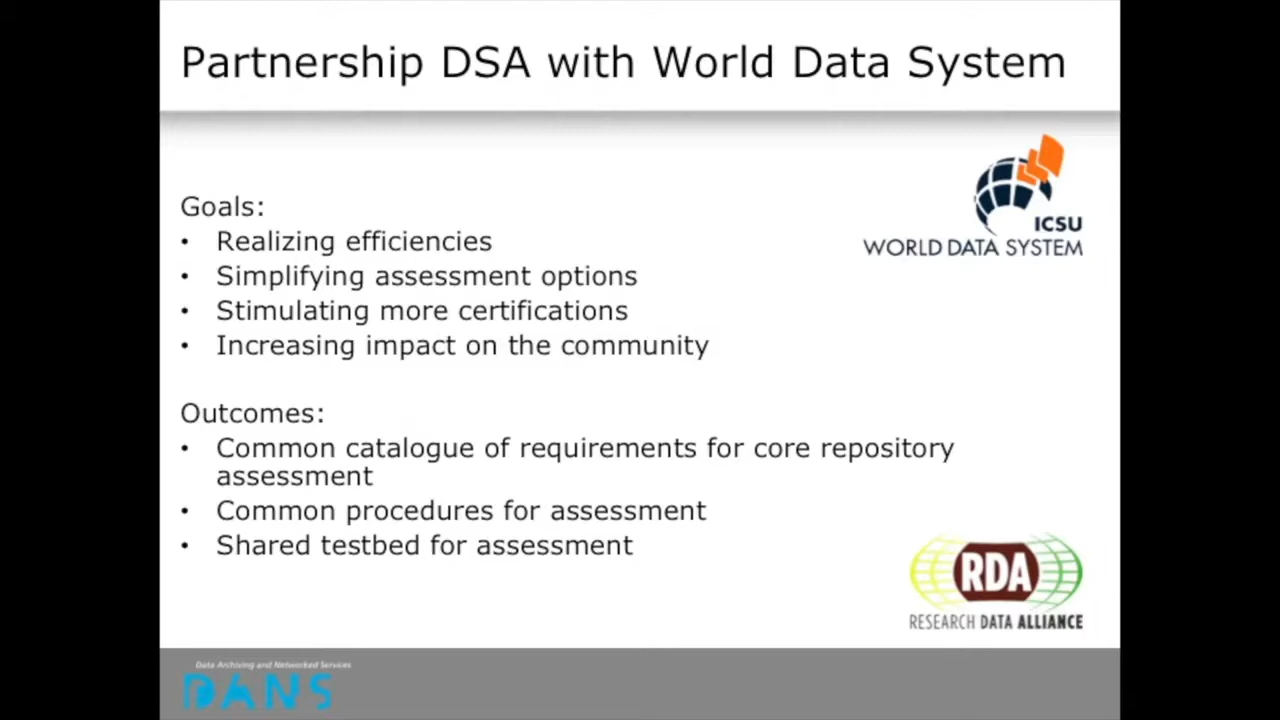 Partnership DSA with World Data System
ICSU
WORLD DATA SYSTEM
Goals:
• Realizing efficiencies
• Simplifying assessment options
• Stimulating more certifications
• Increasing impact on the community
Outcomes:
• Common catalogue of requirements for core repository
assessment
• Common procedures for assessment
• Shared testbed for assessment
RDA
RESEARCH DATA ALLIANCE
Data Archiving and Networked Services
DANS